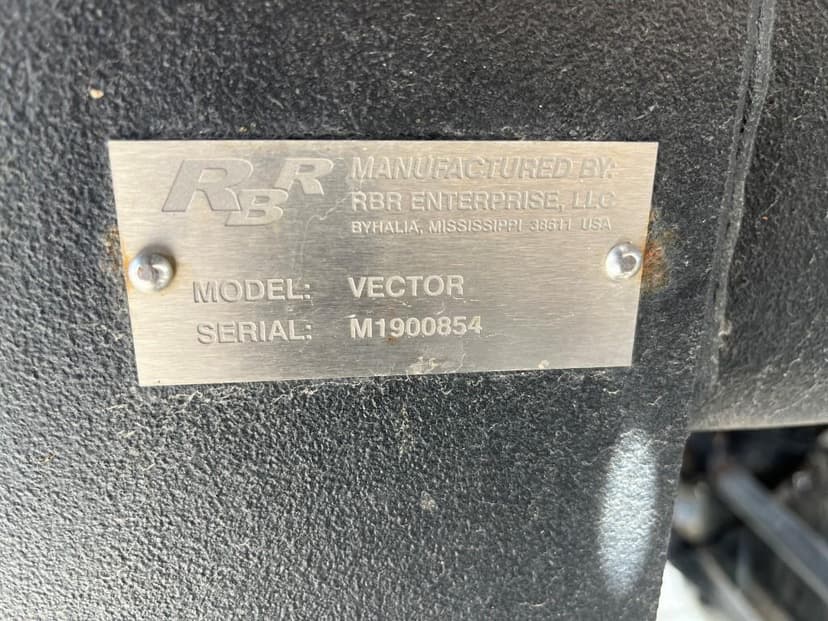 RBR
MANUFACTURED BY:
RBR ENTERPRISE, LLC
BYHALIA, MISSISSIPPI 38611 USA
MODEL: VECTOR
SERIAL: M1900854